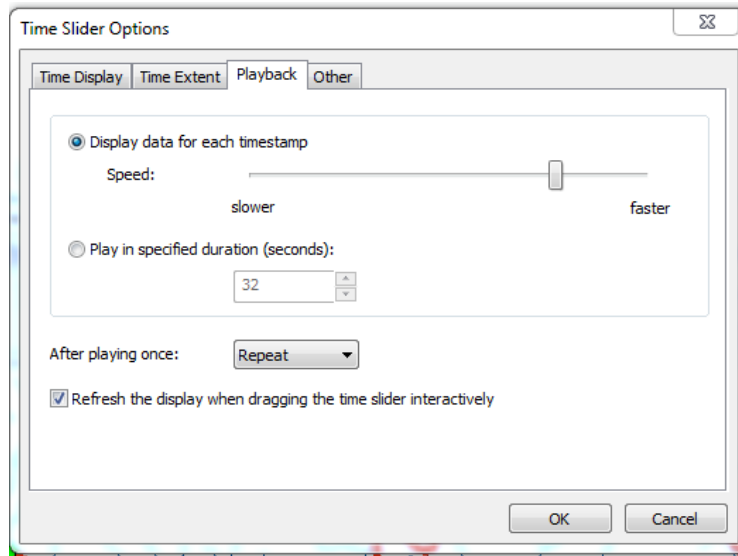 Time Slider Options
Time Display Time Extent Playback Other
Display data for each timestamp
Speed:
slower faster
Play in specified duration (seconds):
32
After playing once: Repeat
Refresh the display when dragging the time slider interactively
OK Cancel